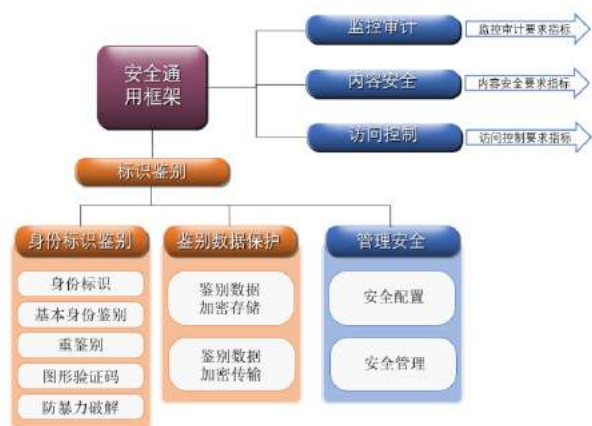 安全通
用框架
监控审计
监控审计要求指标
内容安全
内容安全要求指标
访问控制
访问控制要求指标
标识鉴别
身份标识鉴别
身份标识
基本身份鉴别
重鉴别
图形验证码
防暴力破解
鉴别数据保护
鉴别数据
加密存储
鉴别数据
加密传输
管理安全
安全配置
安全管理